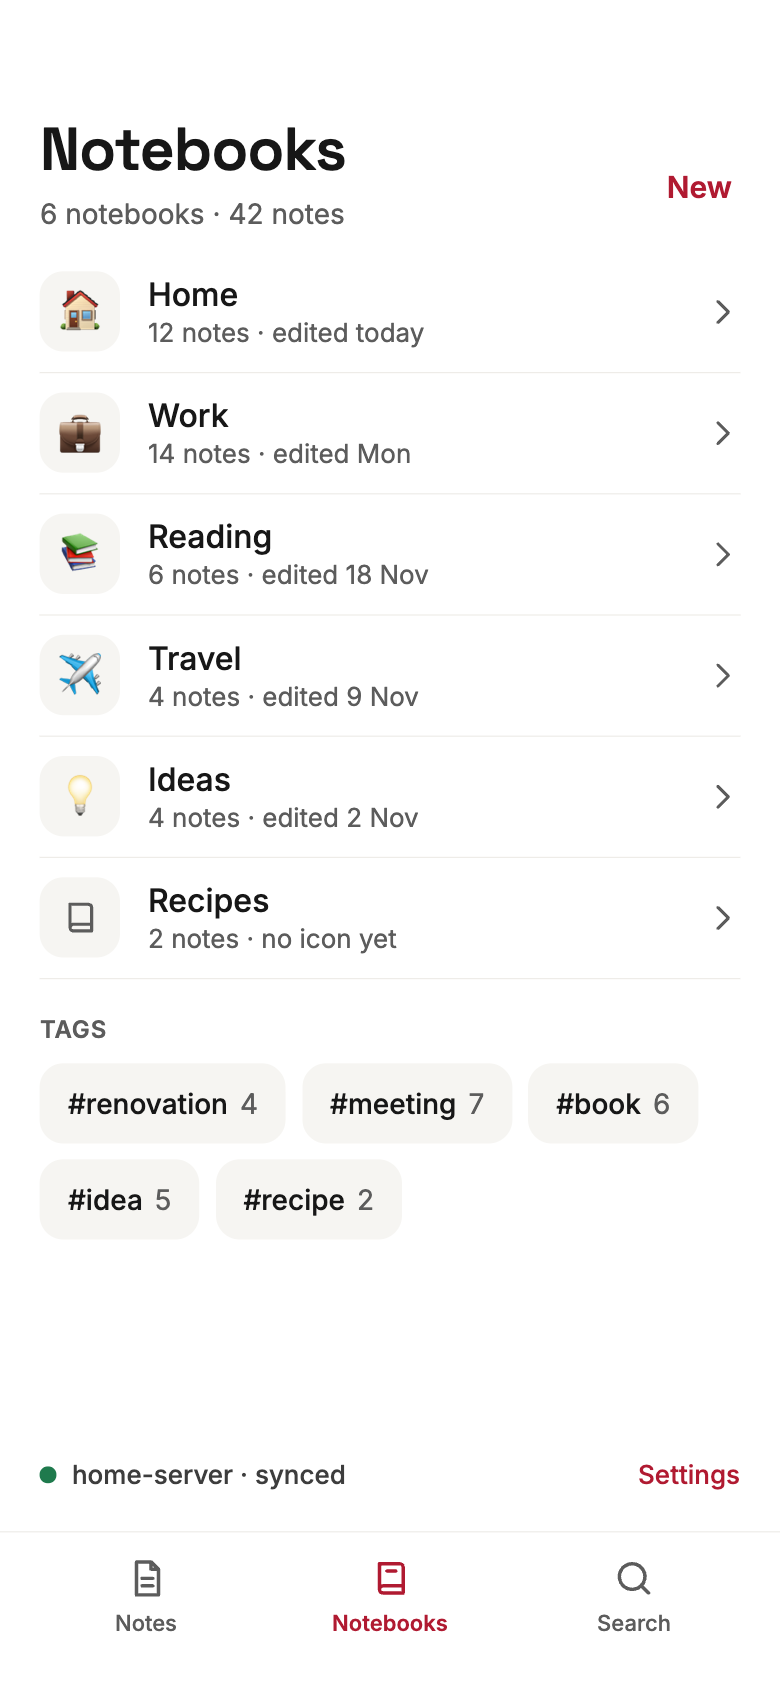 Notebooks
6 notebooks · 42 notes
New
Home
12 notes · edited today
Work
14 notes · edited Mon
Reading
6 notes · edited 18 Nov
Travel
4 notes · edited 9 Nov
Ideas
4 notes · edited 2 Nov
Recipes
2 notes · no icon yet
TAGS
#renovation 4 #meeting 7 #book 6
#idea 5 #recipe 2
home-server · synced Settings
Notes Notebooks Search